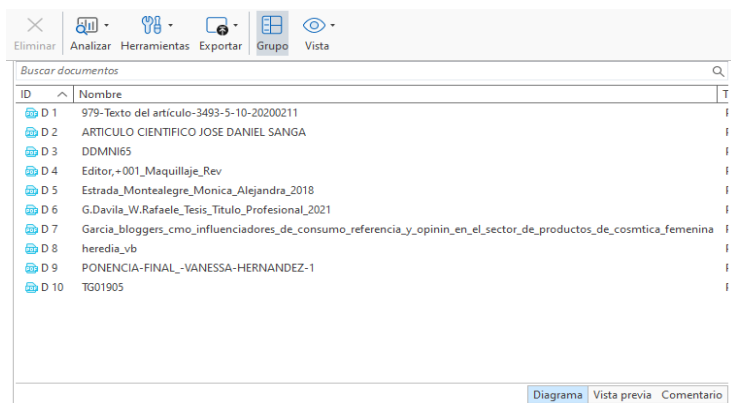 Eliminar Analizar Herramientas Exportar Grupo Vista
Buscar documentos
ID Nombre T
D 1 979-Texto del artículo-3493-5-10-20200211
D 2 ARTICULO CIENTIFICO JOSE DANIEL SANGA
D 3 DDMNI65
D 4 Editor,+001_Maquillaje_Rev
D 5 Estrada_Montealegre_Monica_Alejandra_2018
D 6 G.Davila_W.Rafaele_Tesis_Titulo_Profesional_2021
D 7 Garcia_bloggers_cmo_influenciadores_de_consumo_referencia_y_opinin_en_el_sector_de_productos_de_cosmtica_femenina
D 8 heredia_vb
D 9 PONENCIA-FINAL_-VANESSA-HERNANDEZ-1
D 10 TG01905
Diagrama Vista previa Comentario